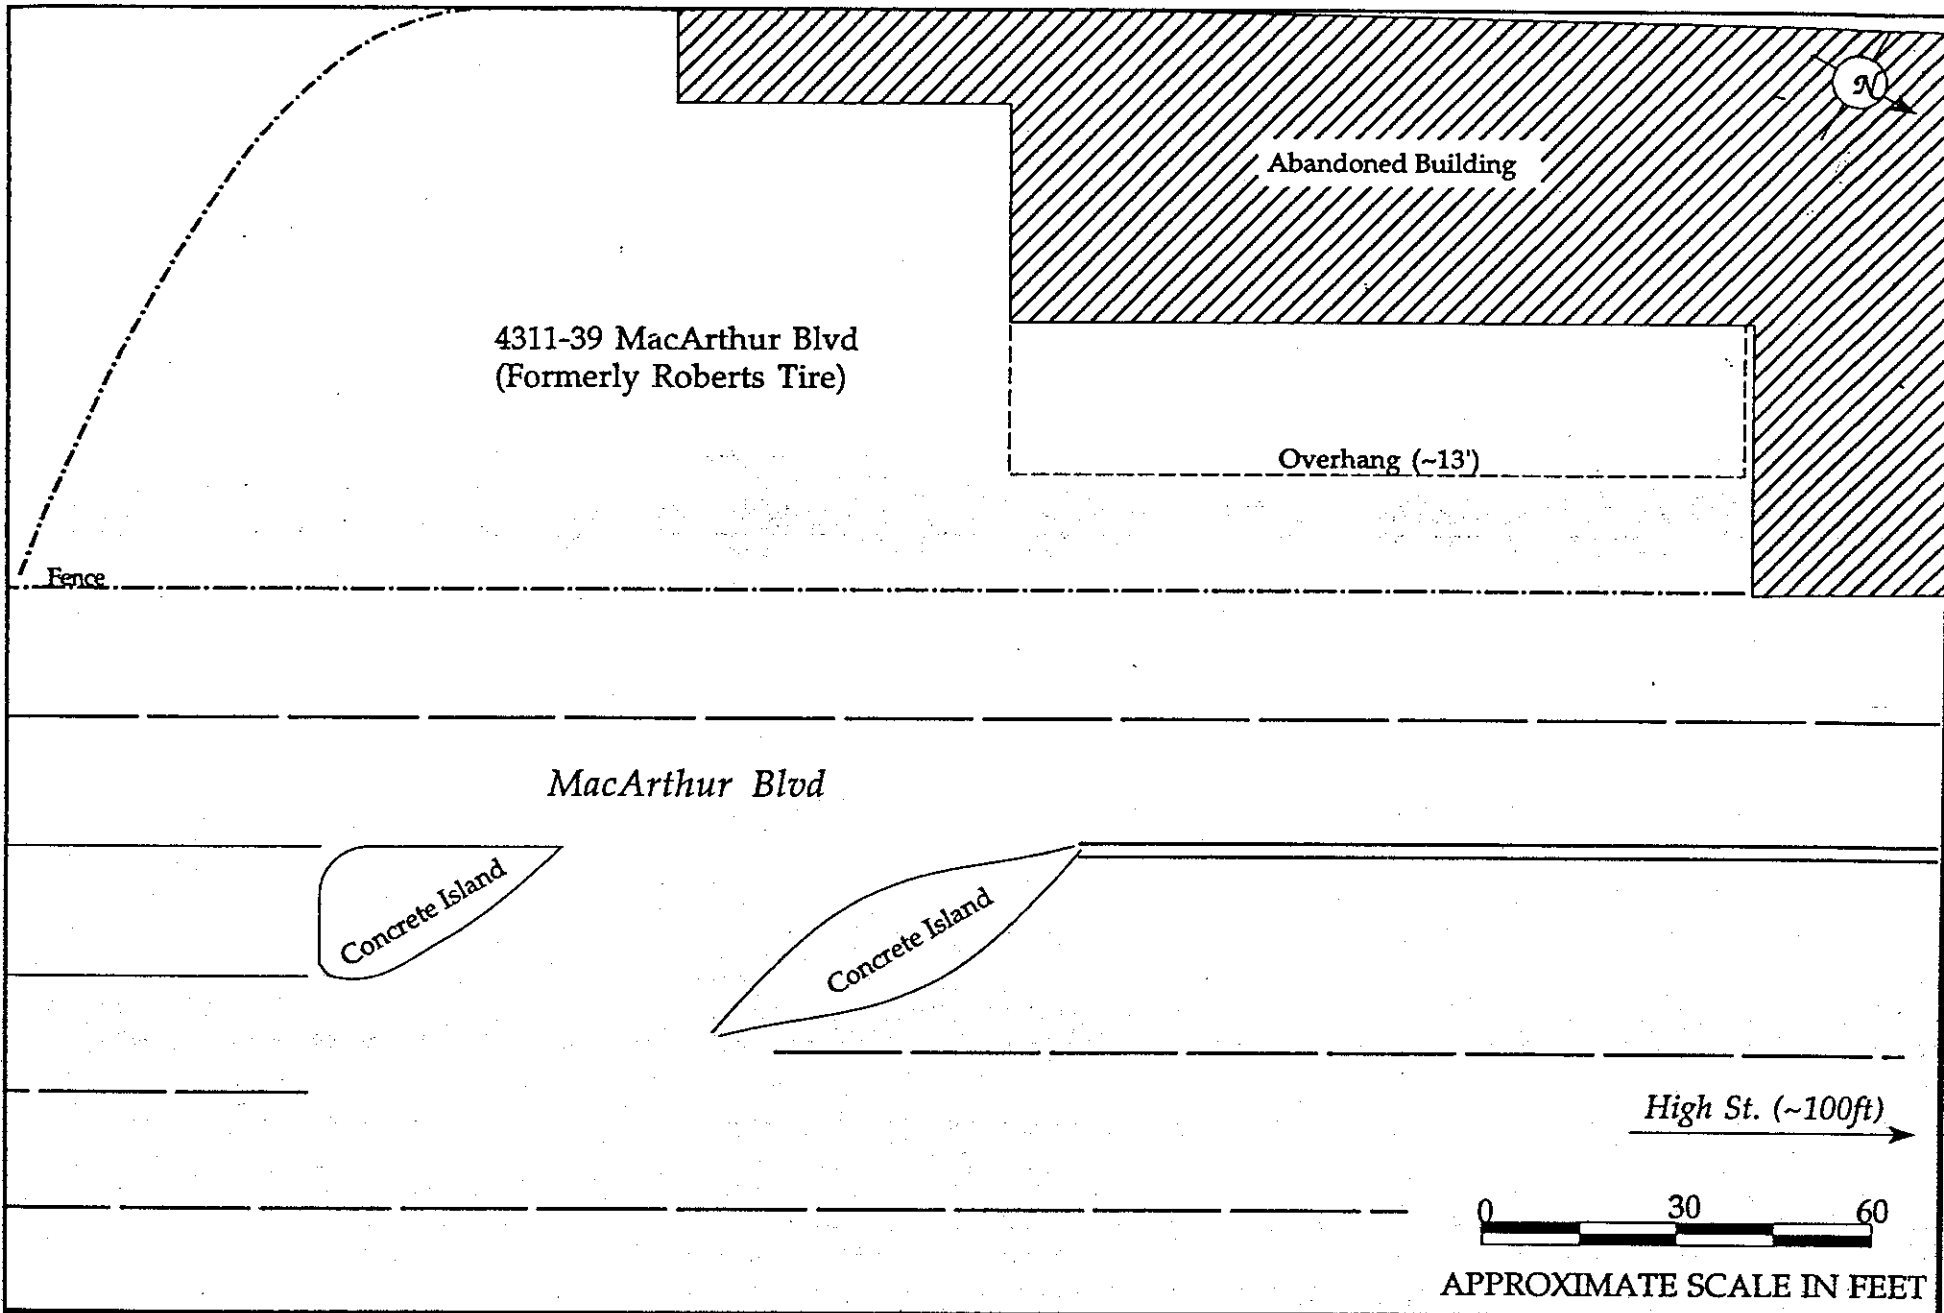 N
Abandoned Building
4311-39 MacArthur Blvd
(Formerly Roberts Tire)
Overhang (~13')
Fence
MacArthur Blvd
Concrete Island
Concrete Island
High St. (~100ft)
0 30 60
APPROXIMATE SCALE IN FEET